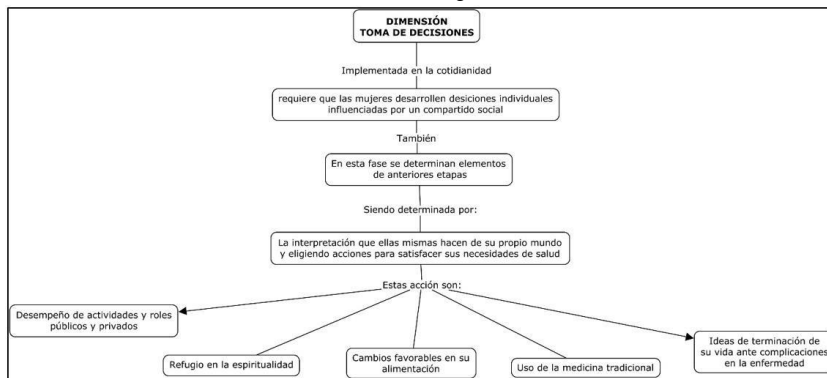 DIMENSIÓN
TOMA DE DECISIONES
Implementada en la cotidianidad
requiere que las mujeres desarrollen desiciones individuales
influenciadas por un compartido social
También
En esta fase se determinan elementos
de anteriores etapas
Siendo determinada por:
La interpretación que ellas mismas hacen de su propio mundo
y eligiendo acciones para satisfacer sus necesidades de salud
Estas acción son:
Desempeño de actividades y roles
públicos y privados
Refugio en la espiritualidad
Cambios favorables en su
alimentación
Uso de la medicina tradicional
Ideas de terminación de
su vida ante complicaciones
en la enfermedad